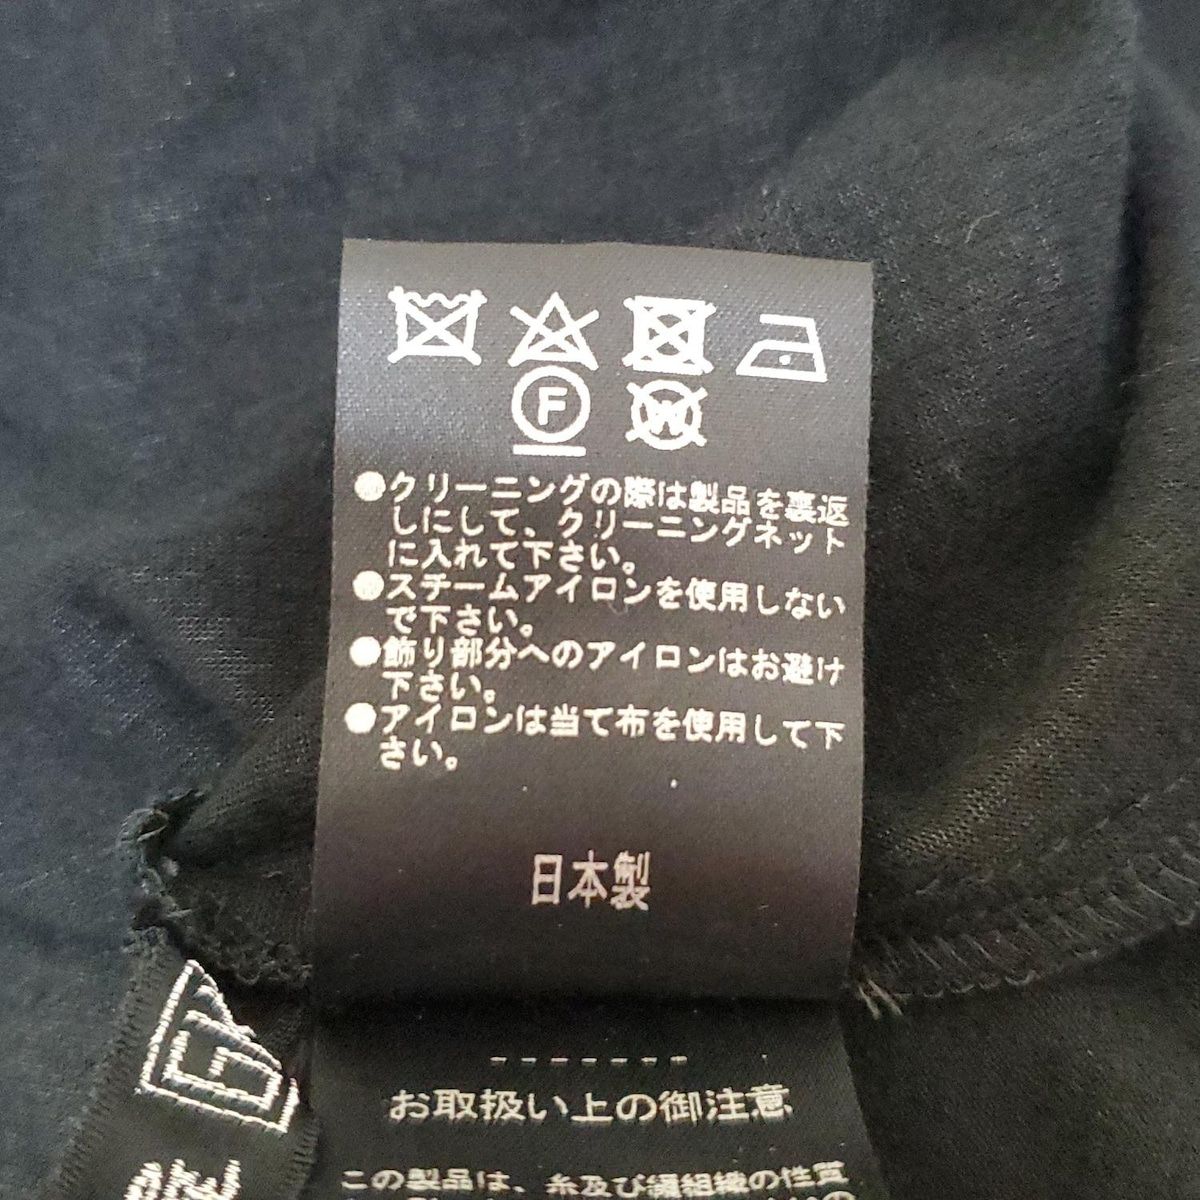 F W
●クリーニングの際は製品を裏返
しにして、クリーニングネット
に入れて下さい。
●スチームアイロンを使用しない
で下さい。
●飾り部分へのアイロンはお避け
下さい。
●アイロンは当て布を使用して下
さい。
日本製
-------
お取扱い上の御注意
この製品は、糸及び編組織の性質